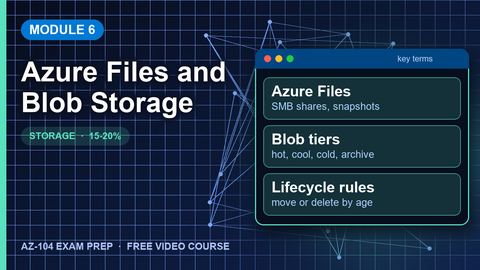 MODULE 6
Azure Files and
Blob Storage
STORAGE · 15-20%
key terms
Azure Files
SMB shares, snapshots
Blob tiers
hot, cool, cold, archive
Lifecycle rules
move or delete by age
AZ-104 EXAM PREP · FREE VIDEO COURSE